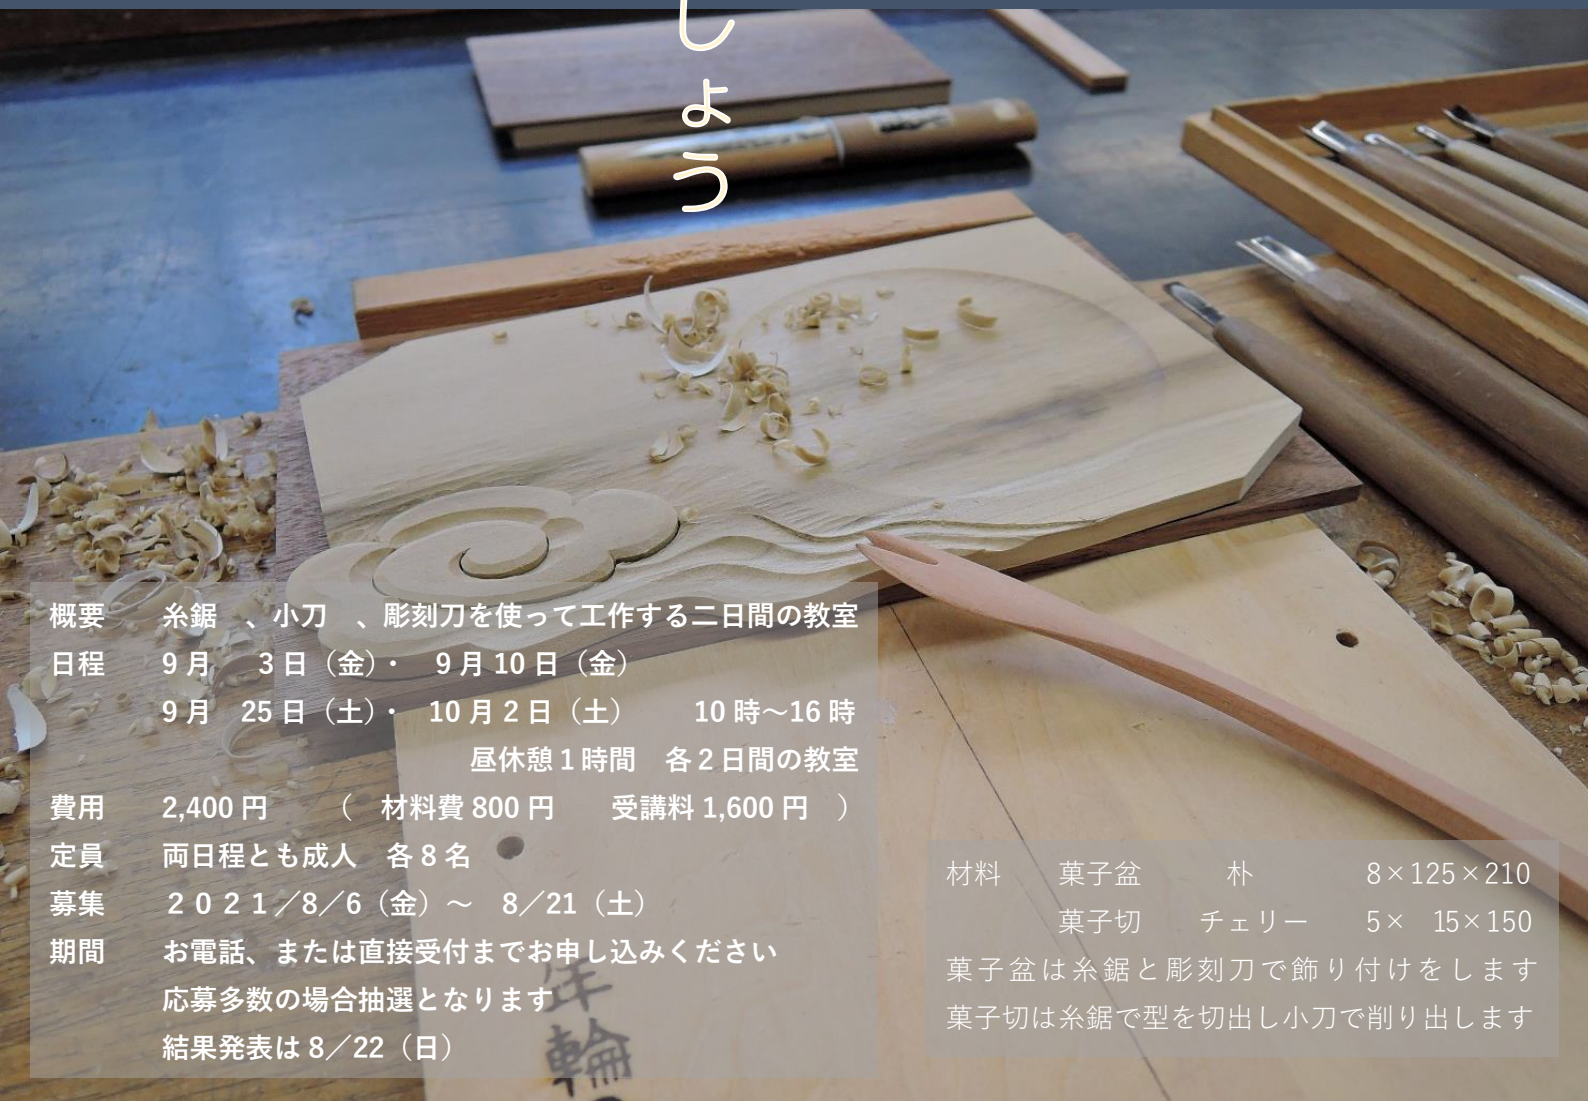 しょう
概要　糸鋸　、小刀　、彫刻刀を使って工作する二日間の教室
日程　9月　3日（金）・　9月10日（金）
9月　25日（土）・　10月2日（土）　10時～16時
昼休憩1時間　各2日間の教室
費用　2,400円　（　材料費800円　受講料1,600円　）
定員　両日程とも成人　各8名
募集　２０２１／8／6（金）～　8／21（土）
期間　お電話、または直接受付までお申し込みください
応募多数の場合抽選となります
結果発表は8／22（日）
材料　菓子盆　朴　8×125×210
菓子切　チェリー　5×　15×150
菓子盆は糸鋸と彫刻刀で飾り付けをします
菓子切は糸鋸で型を切出し小刀で削り出します
年輪